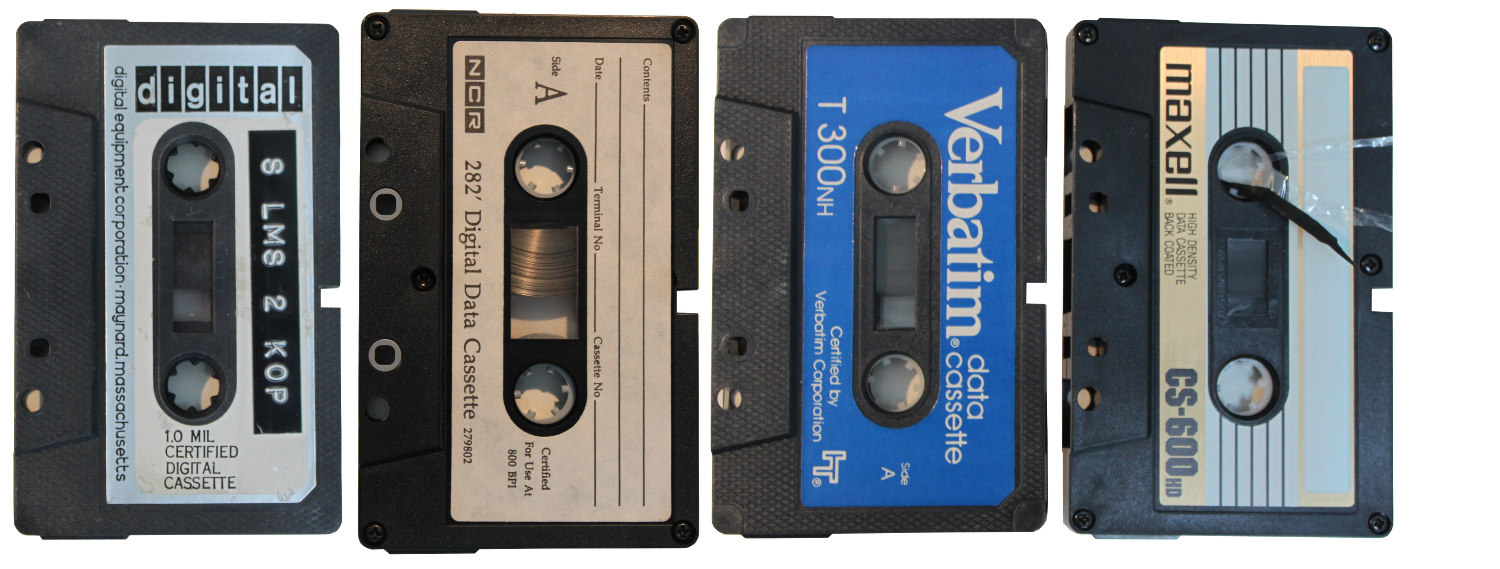 digital
digital equipment corporation · maynard, massachusetts
S LMS 2 KOP
1.0 MIL
CERTIFIED
DIGITAL
CASSETTE
Contents
Date Terminal No Cassette No
Side
A
NCR
282' Digital Data Cassette 279802
Certified
For Use At
800 BPI
Verbatim® data
cassette
T 300NH
Certified by
Verbatim Corporation
Side
A
®
maxell®
HIGH DENSITY
DATA CASSETTE
BACK COATED
CS-600HD